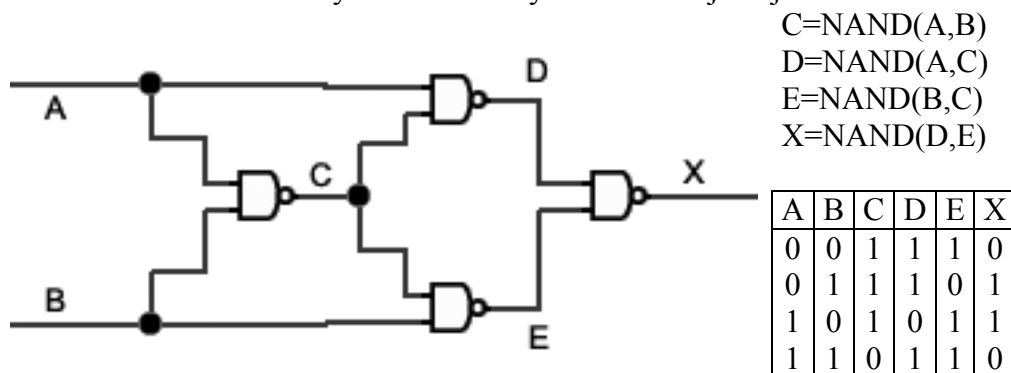 C=NAND(A,B)
D=NAND(A,C)
E=NAND(B,C)
X=NAND(D,E)
A
B
C
D
E
X
A B C D E X
0 0 1 1 1 0
0 1 1 1 0 1
1 0 1 0 1 1
1 1 0 1 1 0